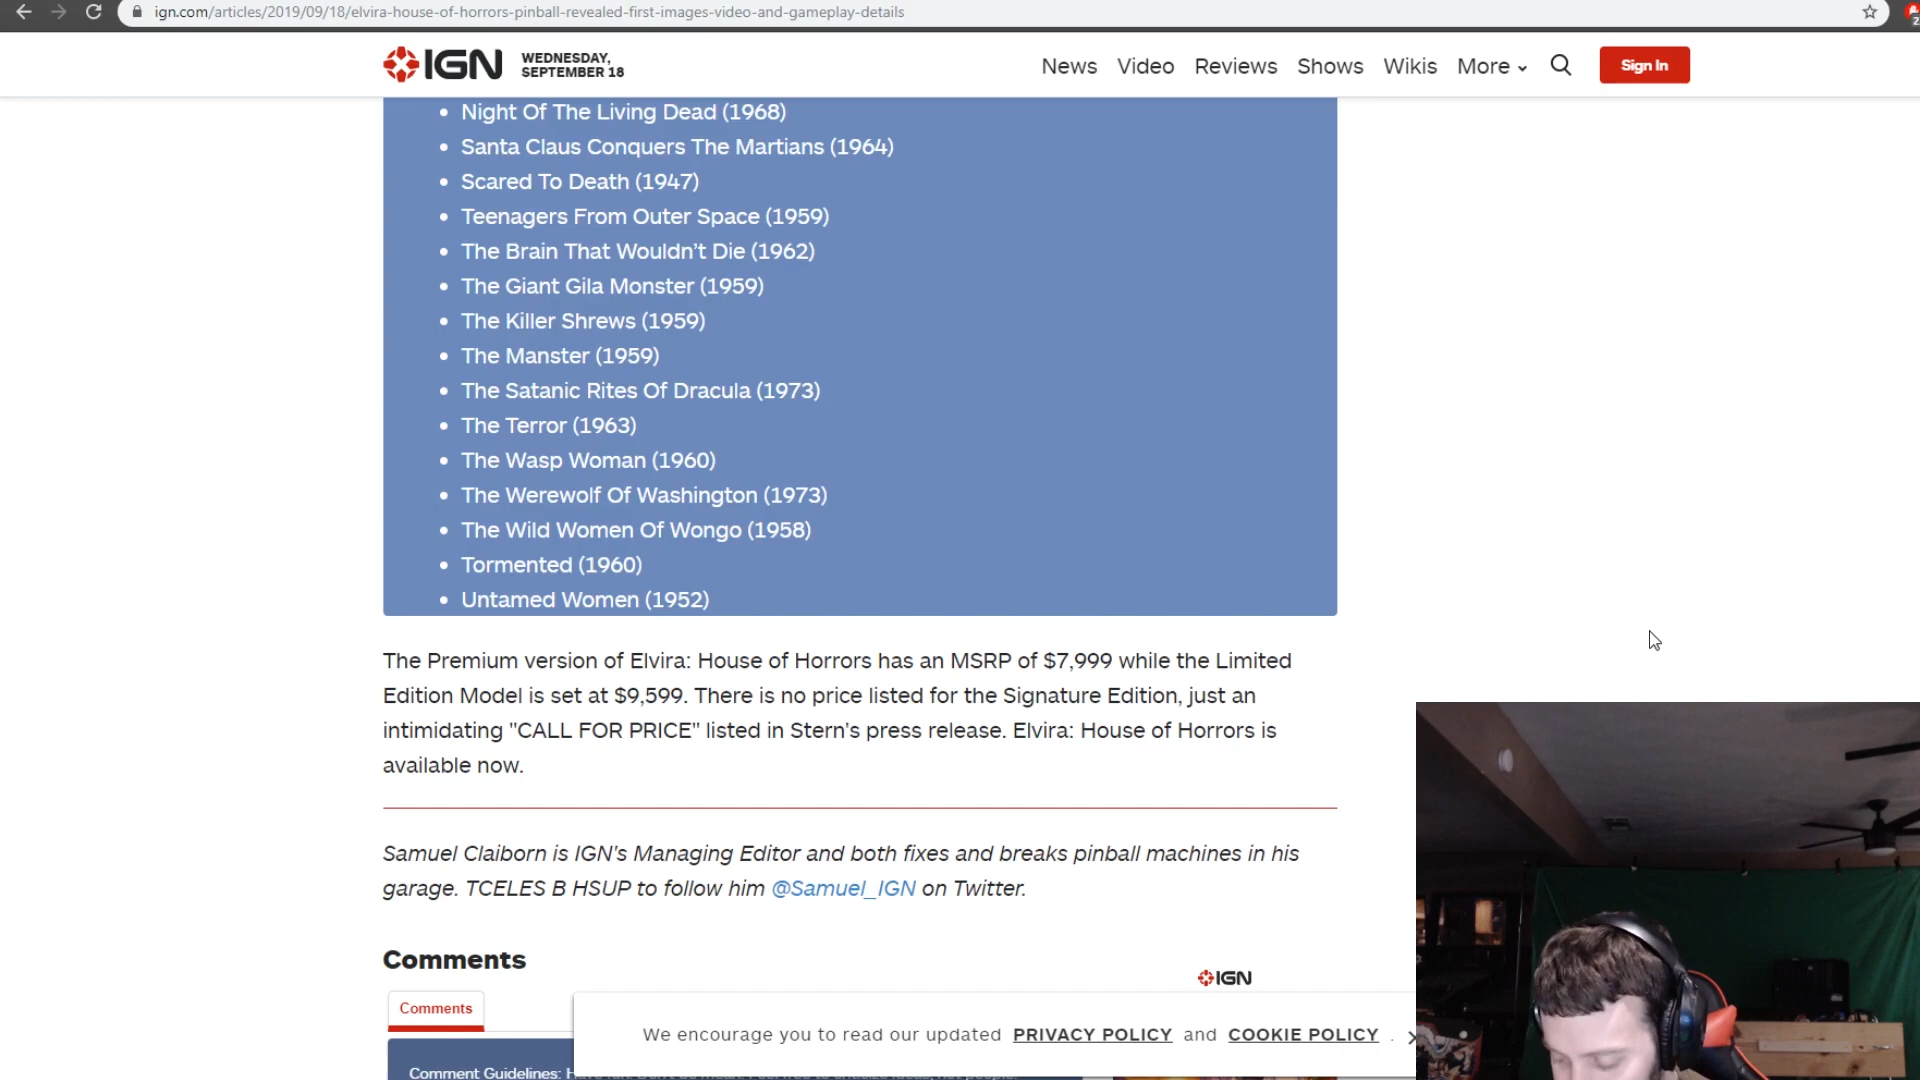 ign.com/articles/2019/09/18/elvira-house-of-horrors-pinball-revealed-first-images-video-and-gameplay-details
IGN
WEDNESDAY,
SEPTEMBER 18
News Video Reviews Shows Wikis More
Sign In
• Night Of The Living Dead (1968)
• Santa Claus Conquers The Martians (1964)
• Scared To Death (1947)
• Teenagers From Outer Space (1959)
• The Brain That Wouldn’t Die (1962)
• The Giant Gila Monster (1959)
• The Killer Shrews (1959)
• The Manster (1959)
• The Satanic Rites Of Dracula (1973)
• The Terror (1963)
• The Wasp Woman (1960)
• The Werewolf Of Washington (1973)
• The Wild Women Of Wongo (1958)
• Tormented (1960)
• Untamed Women (1952)
The Premium version of Elvira: House of Horrors has an MSRP of $7,999 while the Limited
Edition Model is set at $9,599. There is no price listed for the Signature Edition, just an
intimidating "CALL FOR PRICE" listed in Stern's press release. Elvira: House of Horrors is
available now.
Samuel Claiborn is IGN's Managing Editor and both fixes and breaks pinball machines in his
garage. TCELES B HSUP to follow him @Samuel_IGN on Twitter.
Comments
IGN
Comments
We encourage you to read our updated PRIVACY POLICY and COOKIE POLICY .
Comment Guidelines: